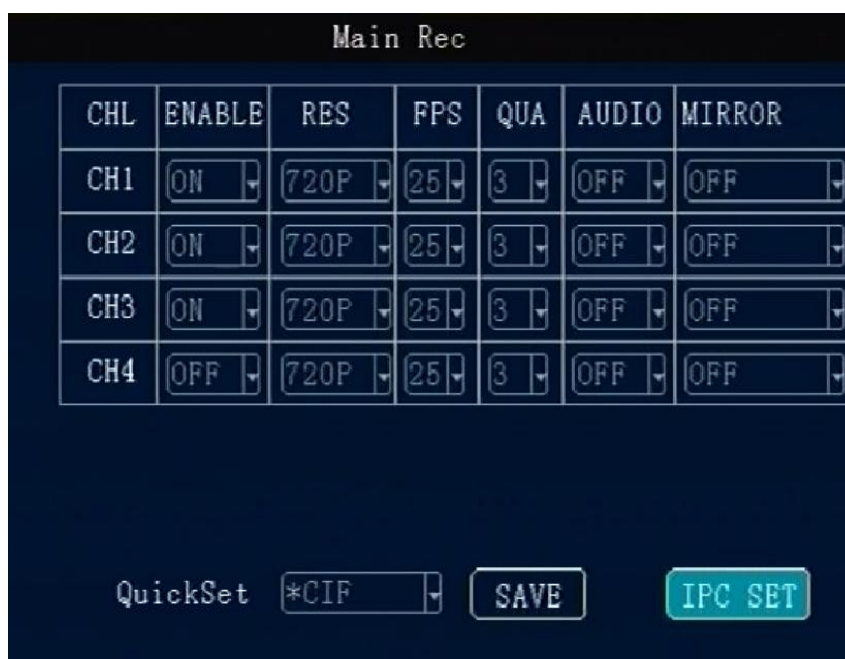 Main Rec
CHL ENABLE RES FPS QUA AUDIO MIRROR
CH1 ON 720P 25 3 OFF OFF
CH2 ON 720P 25 3 OFF OFF
CH3 ON 720P 25 3 OFF OFF
CH4 OFF 720P 25 3 OFF OFF
QuickSet *CIF SAVE IPC SET